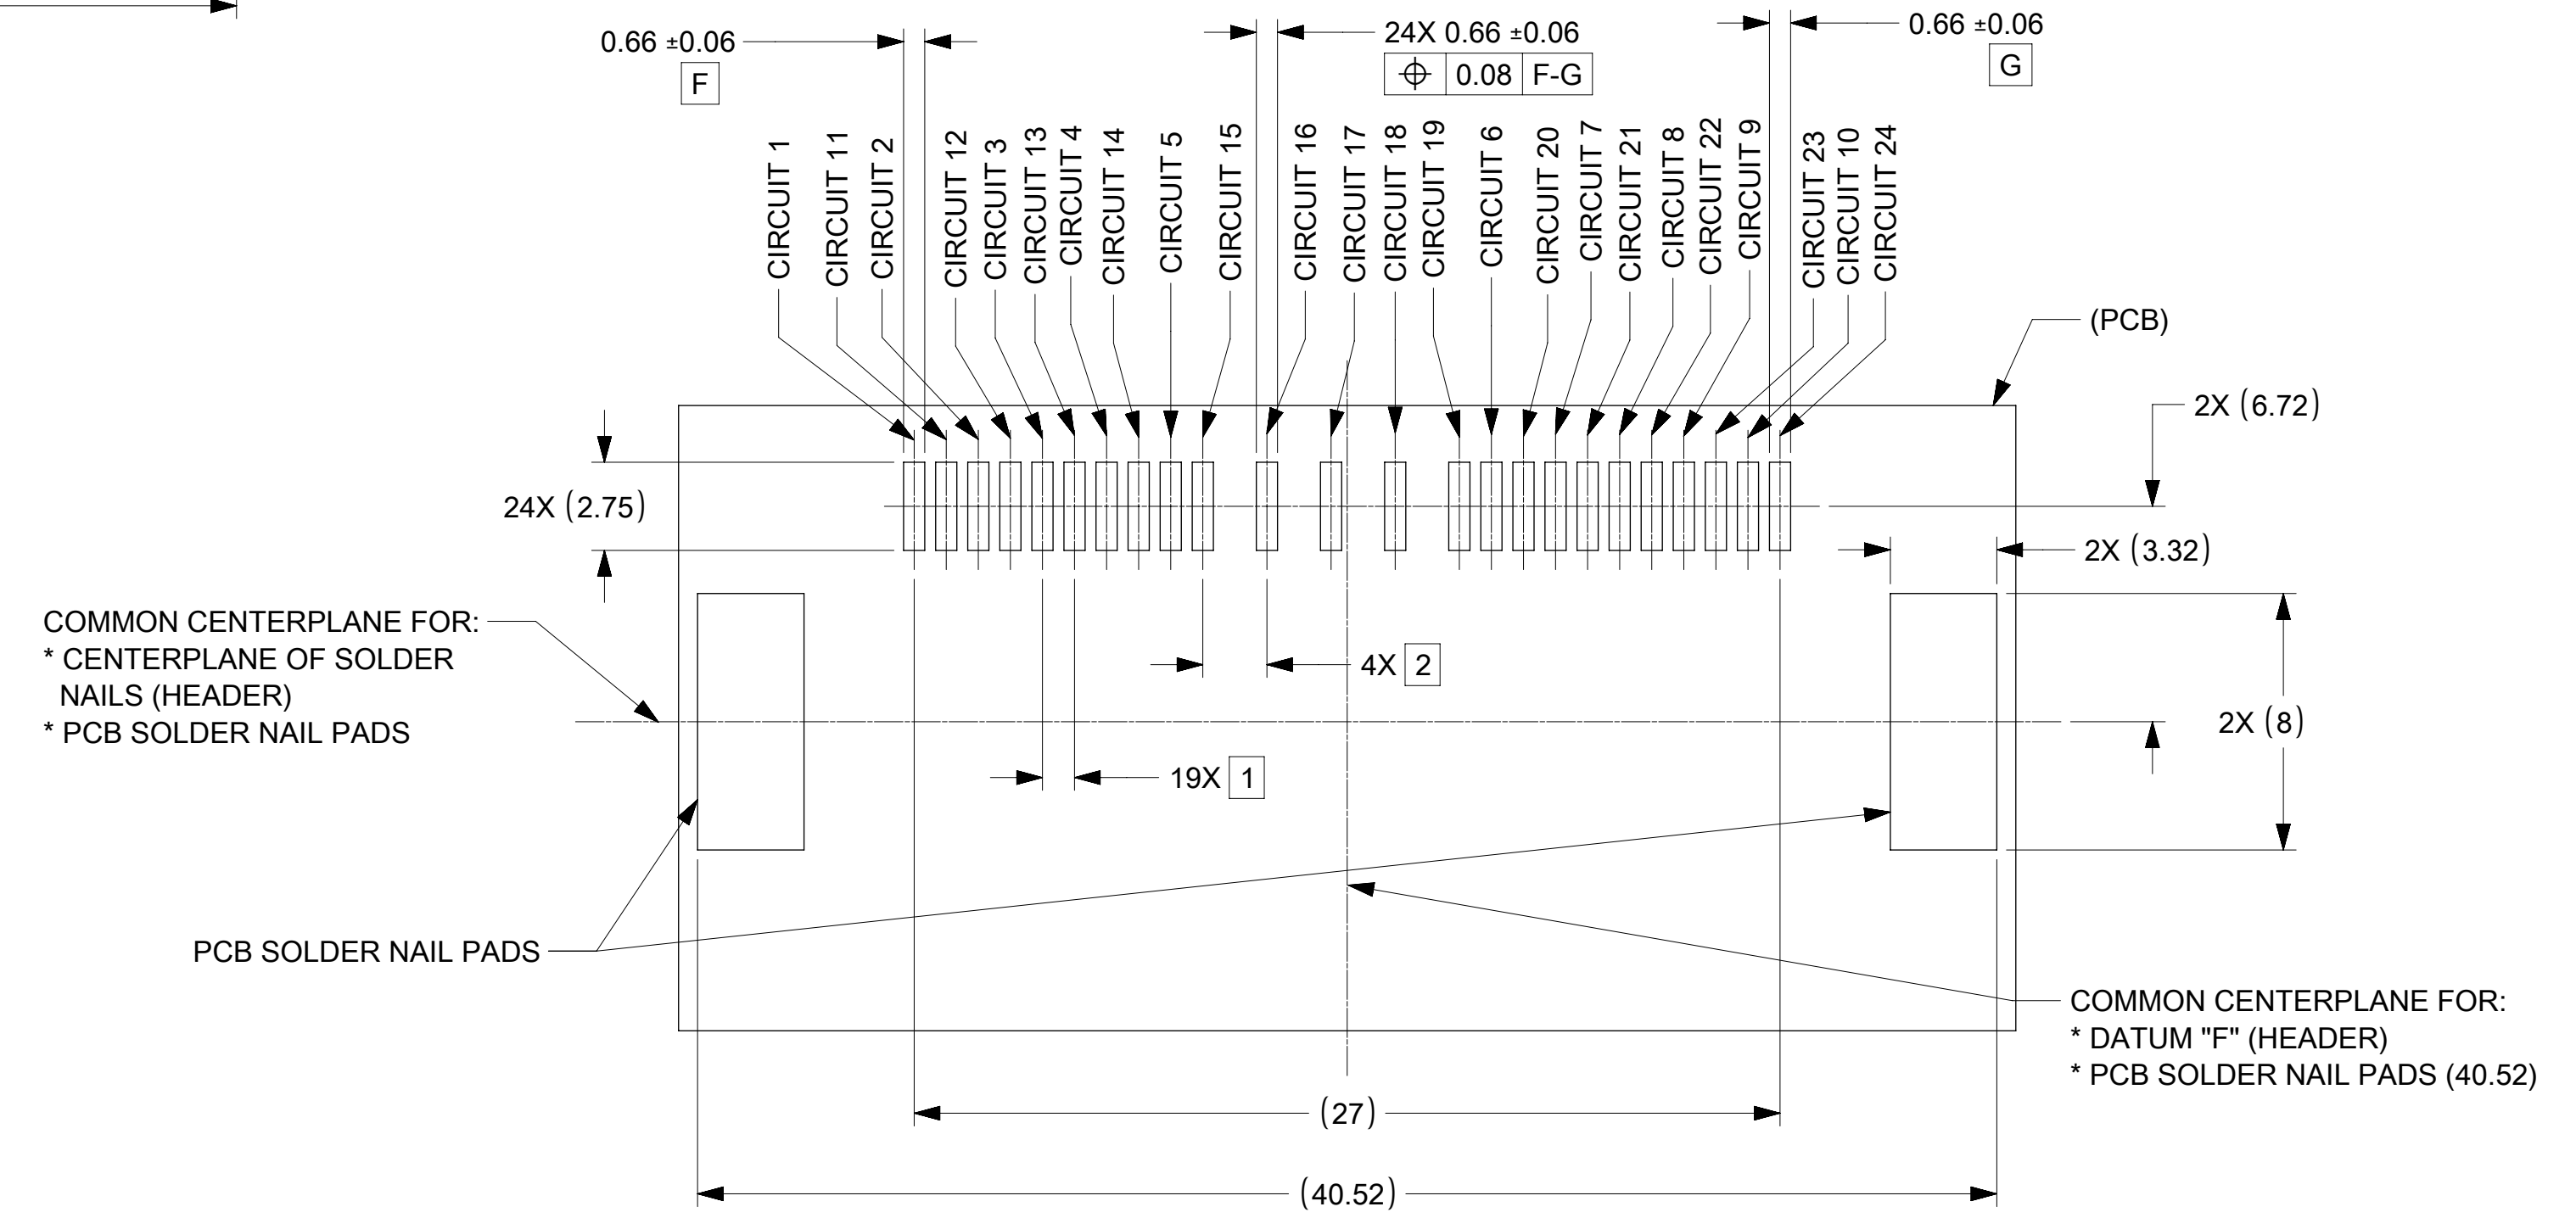 0.66 ±0.06
F
24X 0.66 ±0.06
⌖ 0.08 F-G
0.66 ±0.06
G
CIRCUIT 1
CIRCUIT 11
CIRCUIT 2
CIRCUIT 12
CIRCUIT 3
CIRCUIT 13
CIRCUIT 4
CIRCUIT 14
CIRCUIT 5
CIRCUIT 15
CIRCUIT 16
CIRCUIT 17
CIRCUIT 18
CIRCUIT 19
CIRCUIT 6
CIRCUIT 20
CIRCUIT 7
CIRCUIT 21
CIRCUIT 8
CIRCUIT 22
CIRCUIT 9
CIRCUIT 23
CIRCUIT 10
CIRCUIT 24
(PCB)
2X (6.72)
24X (2.75)
2X (3.32)
COMMON CENTERPLANE FOR:
* CENTERPLANE OF SOLDER
NAILS (HEADER)
* PCB SOLDER NAIL PADS
4X 2
2X (8)
19X 1
PCB SOLDER NAIL PADS
COMMON CENTERPLANE FOR:
* DATUM "F" (HEADER)
* PCB SOLDER NAIL PADS (40.52)
(27)
(40.52)